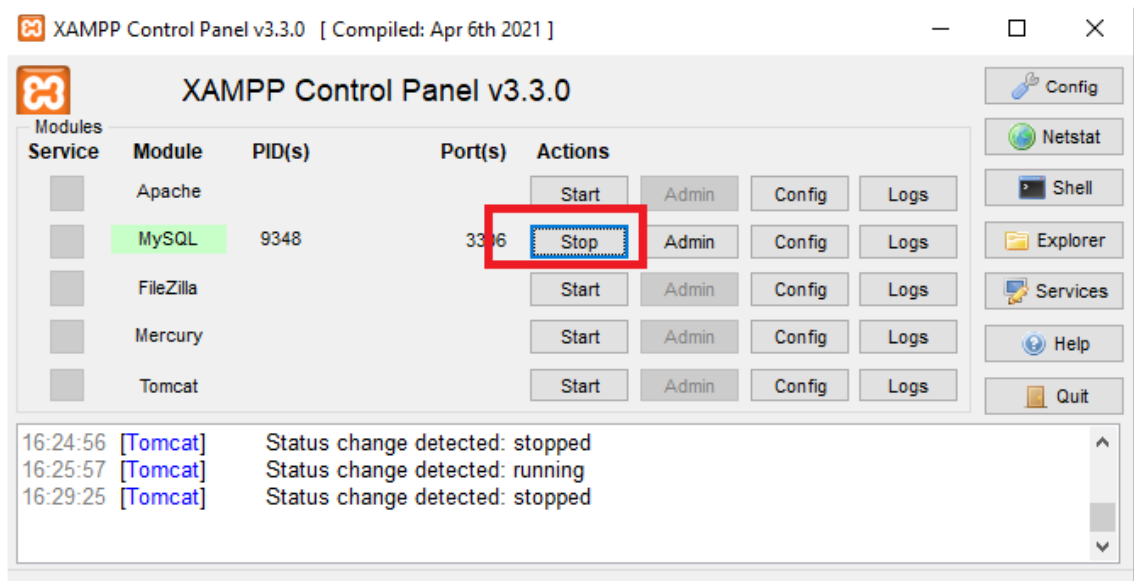 XAMPP Control Panel v3.3.0 [ Compiled: Apr 6th 2021 ]
XAMPP Control Panel v3.3.0
Config
Modules
Netstat
Service Module PID(s) Port(s) Actions
Apache Start Admin Config Logs
Shell
MySQL 9348 3306 Stop Admin Config Logs
Explorer
FileZilla Start Admin Config Logs
Services
Mercury Start Admin Config Logs
Help
Tomcat Start Admin Config Logs
Quit
16:24:56 [Tomcat] Status change detected: stopped
16:25:57 [Tomcat] Status change detected: running
16:29:25 [Tomcat] Status change detected: stopped